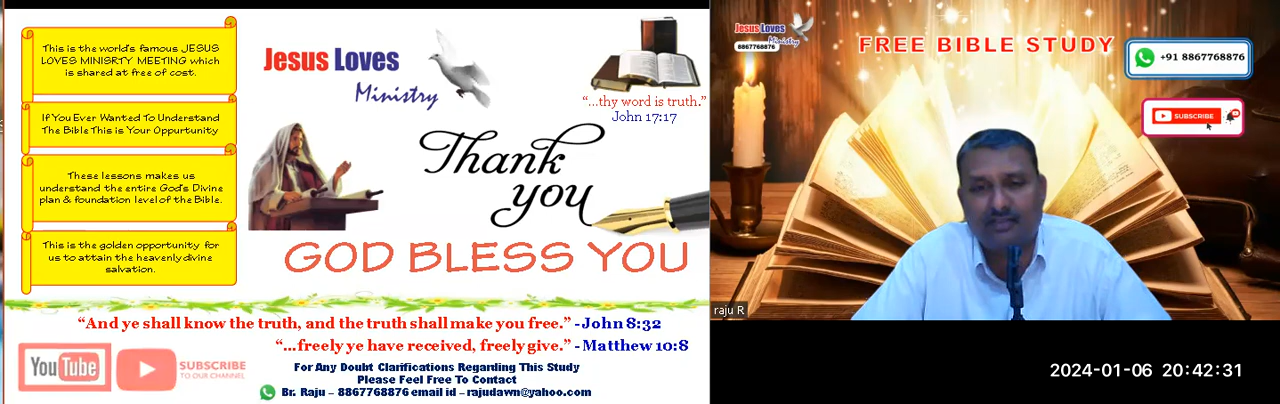 This is the world's famous JESUS
LOVES MINISRTY MEETING which
is shared at free of cost.
If You Ever Wanted To Understand
The Bible This is Your Oppurtunity
These lessons makes us
understand the entire God's Divine
plan & foundation level of the Bible.
This is the golden opportunity for
us to attain the heavenly divine
salvation.
Jesus Loves
Ministry
"...thy word is truth."
John 17:17
Thank
you
GOD BLESS YOU
"And ye shall know the truth, and the truth shall make you free." - John 8:32
"...freely ye have received, freely give." - Matthew 10:8
YouTube
SUBSCRIBE
TO OUR CHANNEL
For Any Doubt Clarifications Regarding This Study
Please Feel Free To Contact
Br. Raju – 8867768876 email id – rajudawn@yahoo.com
Jesus Loves
Ministry
8867768876
FREE BIBLE STUDY
+91 8867768876
SUBSCRIBE
raju R
2024-01-06 20:42:31